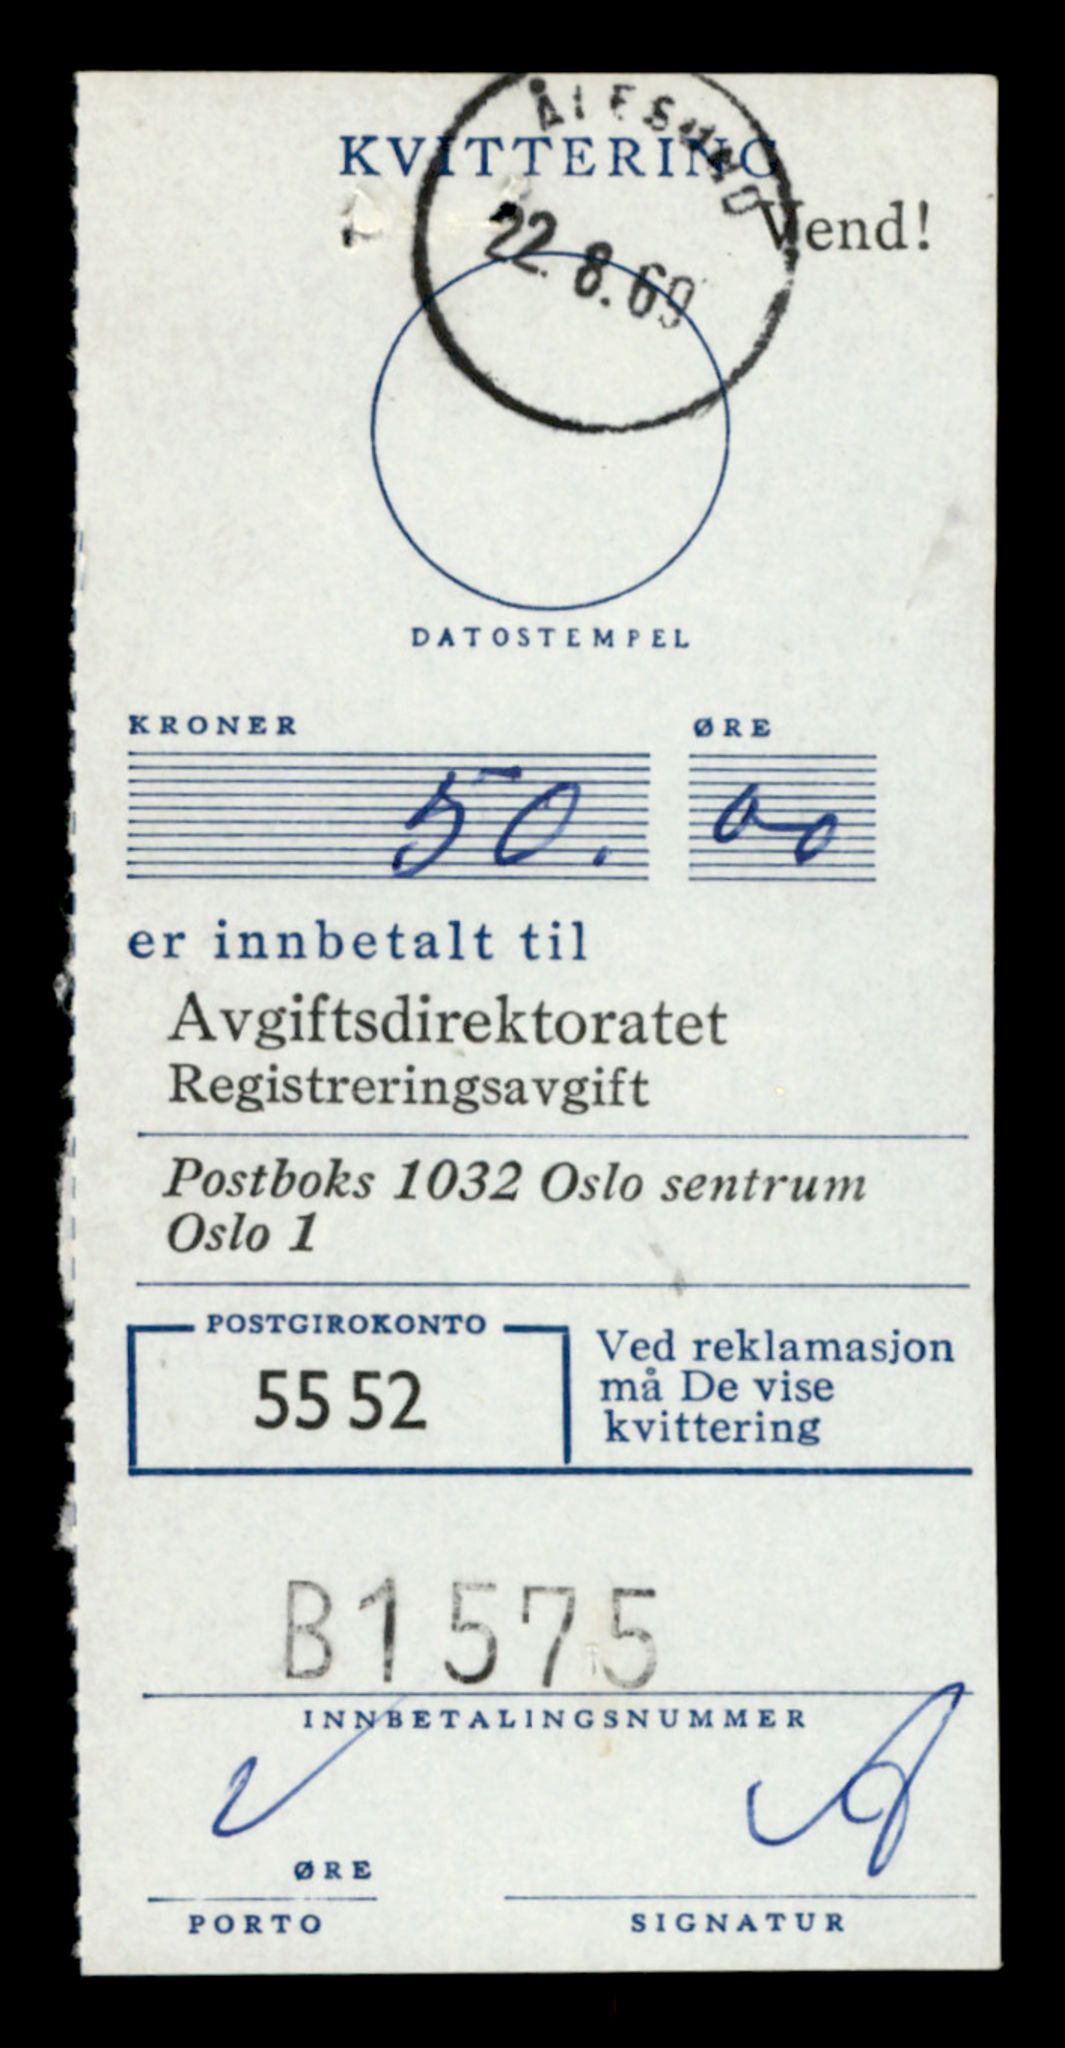 ÅLESUND
KVITTERING
Vend!
22.8.69
DATOSTEMPEL
KRONER ØRE
50. 00
er innbetalt til
Avgiftsdirektoratet
Registreringsavgift
Postboks 1032 Oslo sentrum
Oslo 1
POSTGIROKONTO
55 52
Ved reklamasjon
må De vise
kvittering
B1575
INNBETALINGSNUMMER
ØRE
PORTO
SIGNATUR